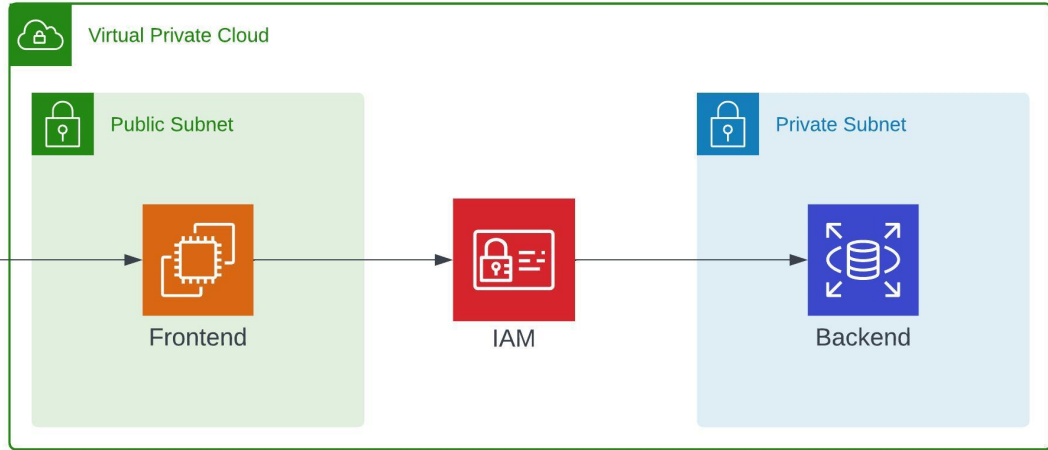 Virtual Private Cloud
Public Subnet
Private Subnet
Frontend
IAM
Backend